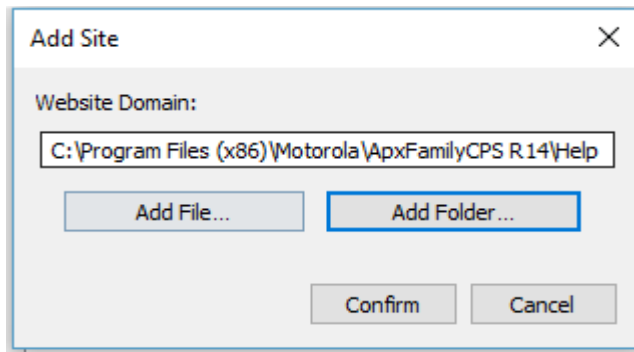 Add Site
Website Domain:
C:\Program Files (x86)\Motorola\ApxFamilyCPS R14\Help
Add File...
Add Folder...
Confirm
Cancel